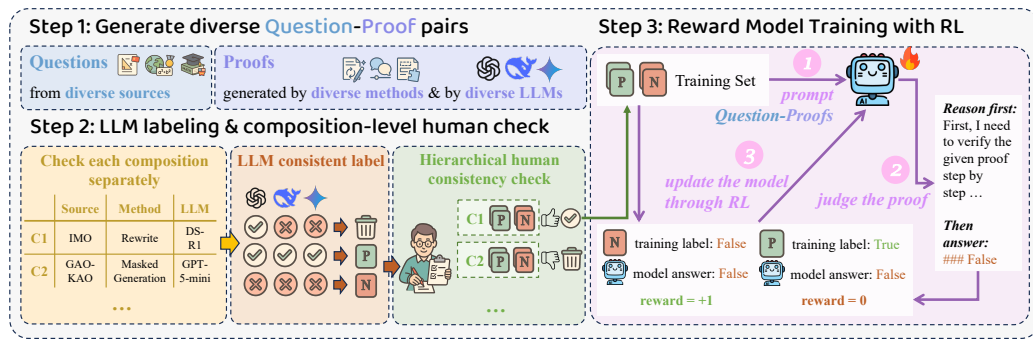 Step 1: Generate diverse Question-Proof pairs
Questions
from diverse sources
Proofs
generated by diverse methods & by diverse LLMs
Step 2: LLM labeling & composition-level human check
Check each composition
separately
Source Method LLM
C1 IMO Rewrite DS-
R1
C2 GAO-
KAO Masked
Generation GPT-
5-mini
...
LLM consistent label
P
N
Hierarchical human
consistency check
C1 P N
C2 P N
...
Step 3: Reward Model Training with RL
P N Training Set
1
prompt
Question-Proofs
AI
2
judge the proof
Reason first:
First, I need
to verify the
given proof
step by
step ...
Then
answer:
### False
3
update the model
through RL
N training label: False
model answer: False
reward = +1
P training label: True
model answer: False
reward = 0